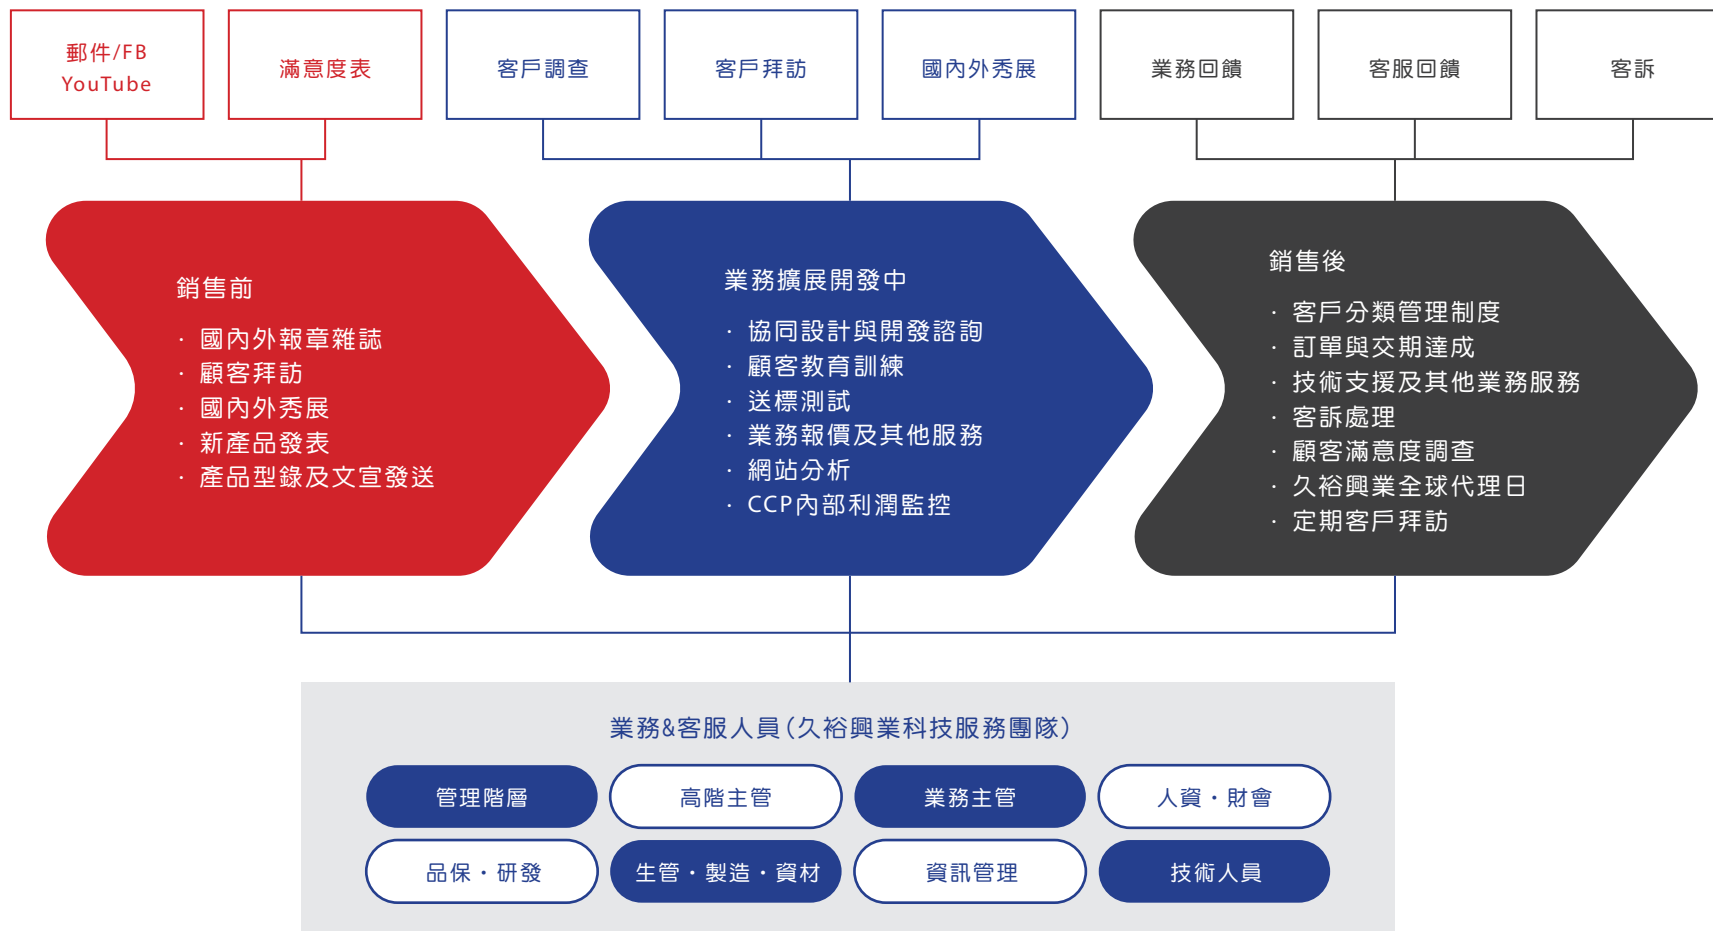 郵件/FB
YouTube
滿意度表
客戶調查
客戶拜訪
國內外秀展
業務回饋
客服回饋
客訴
銷售前
· 國內外報章雜誌
· 顧客拜訪
· 國內外秀展
· 新產品發表
· 產品型錄及文宣發送
業務擴展開發中
· 協同設計與開發諮詢
· 顧客教育訓練
· 送標測試
· 業務報價及其他服務
· 網站分析
· CCP內部利潤監控
銷售後
· 客戶分類管理制度
· 訂單與交期達成
· 技術支援及其他業務服務
· 客訴處理
· 顧客滿意度調查
· 久裕興業全球代理日
· 定期客戶拜訪
業務&客服人員(久裕興業科技服務團隊)
管理階層
高階主管
業務主管
人資・財會
品保・研發
生管・製造・資材
資訊管理
技術人員